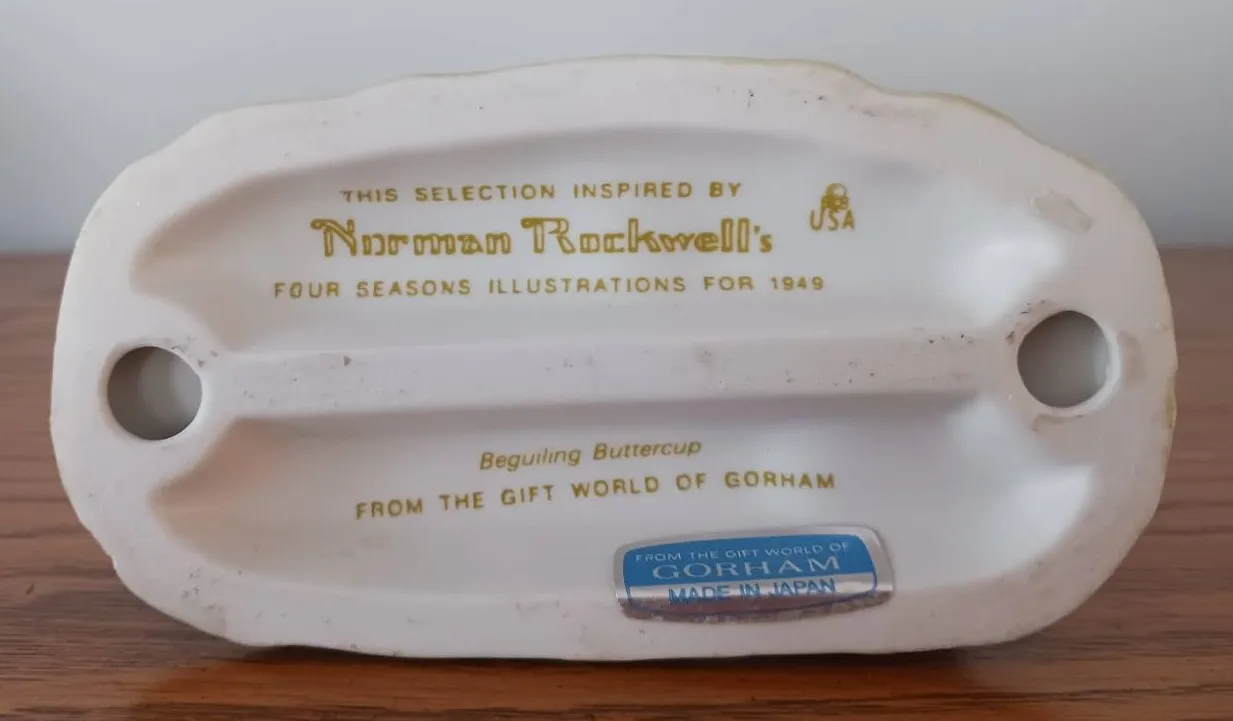 THIS SELECTION INSPIRED BY
Norman Rockwell's
USA
FOUR SEASONS ILLUSTRATIONS FOR 1949
Beguiling Buttercup
FROM THE GIFT WORLD OF GORHAM
FROM THE GIFT WORLD OF
GORHAM
MADE IN JAPAN